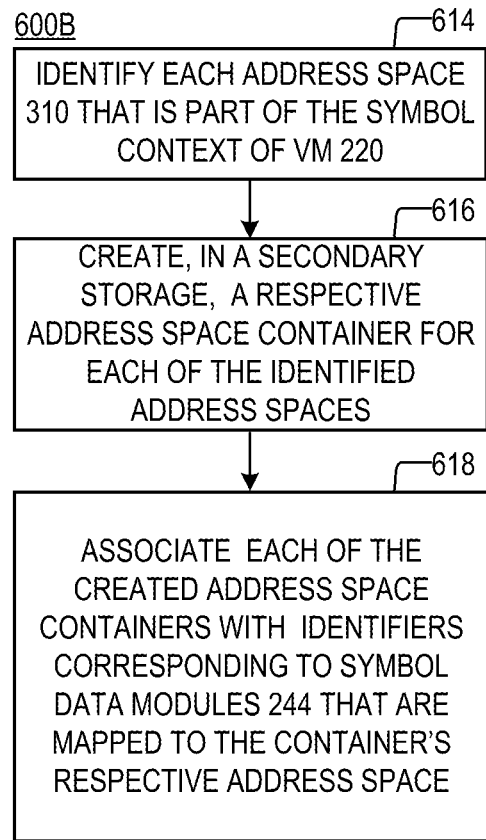 600B
614
IDENTIFY EACH ADDRESS SPACE
310 THAT IS PART OF THE SYMBOL
CONTEXT OF VM 220
616
CREATE, IN A SECONDARY
STORAGE, A RESPECTIVE
ADDRESS SPACE CONTAINER FOR
EACH OF THE IDENTIFIED
ADDRESS SPACES
618
ASSOCIATE EACH OF THE
CREATED ADDRESS SPACE
CONTAINERS WITH IDENTIFIERS
CORRESPONDING TO SYMBOL
DATA MODULES 244 THAT ARE
MAPPED TO THE CONTAINER'S
RESPECTIVE ADDRESS SPACE